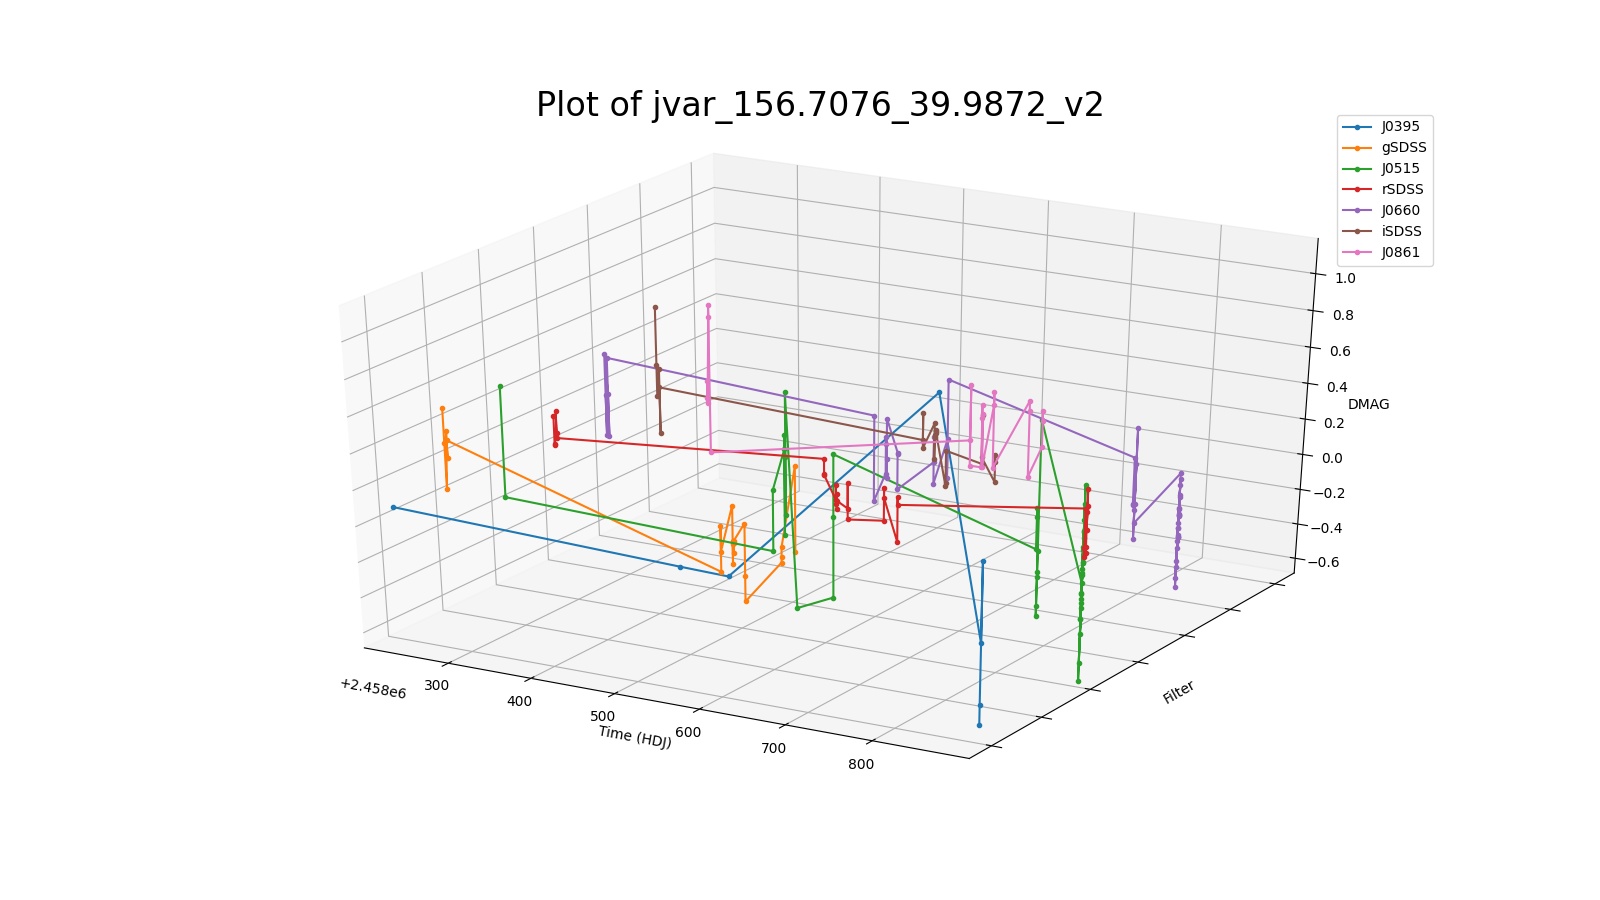 Plot of jvar_156.7076_39.9872_v2
J0395
gSDSS
J0515
rSDSS
J0660
iSDSS
J0861
1.0
0.8
0.6
0.4
0.2
0.0
−0.2
−0.4
−0.6
DMAG
Filter
+2.458e6
300
400
500
600
700
800
Time (HDJ)